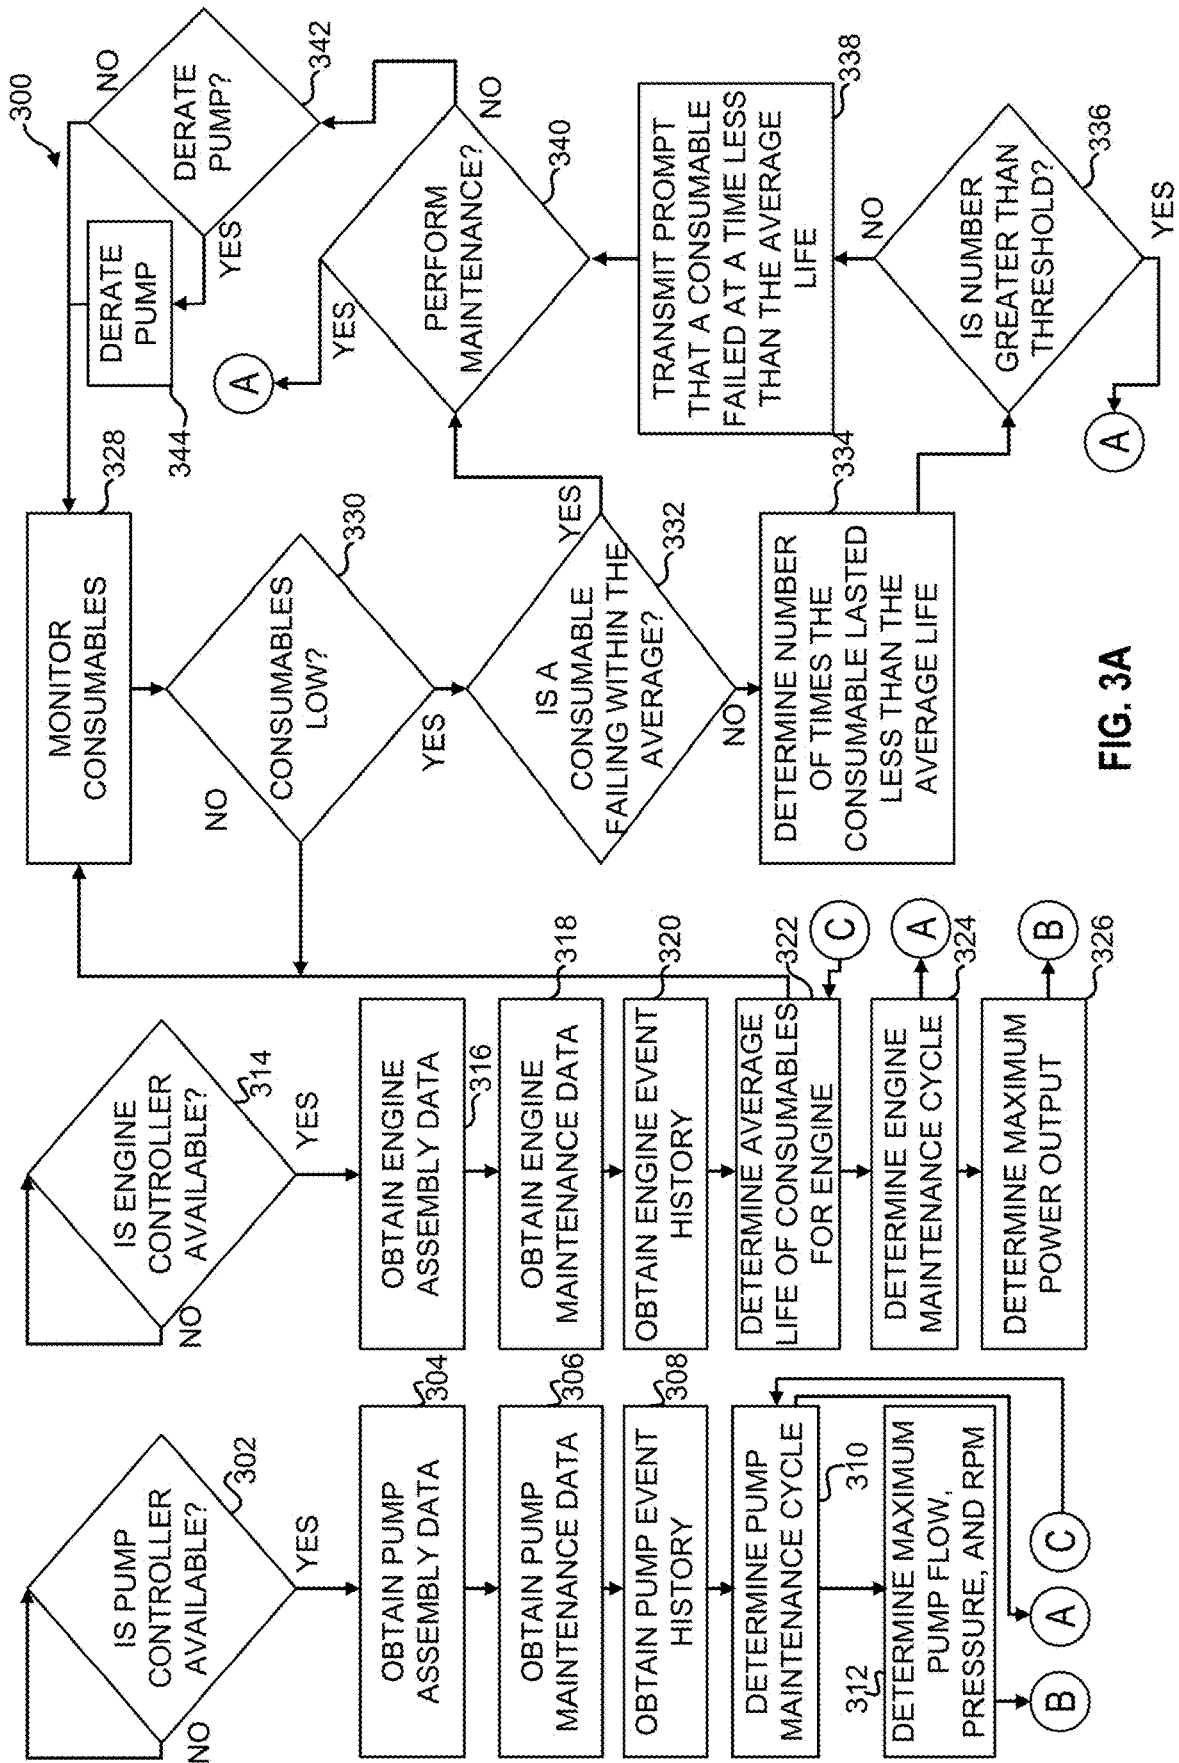 300
IS PUMP
CONTROLLER
AVAILABLE?
302
NO
YES
OBTAIN PUMP
ASSEMBLY DATA
304
OBTAIN PUMP
MAINTENANCE DATA
306
OBTAIN PUMP EVENT
HISTORY
308
DETERMINE PUMP
MAINTENANCE CYCLE
310
312
DETERMINE MAXIMUM
PUMP FLOW,
PRESSURE, AND RPM
B
A
C
IS ENGINE
CONTROLLER
AVAILABLE?
314
NO
YES
OBTAIN ENGINE
ASSEMBLY DATA
316
OBTAIN ENGINE
MAINTENANCE DATA
318
OBTAIN ENGINE EVENT
HISTORY
320
DETERMINE AVERAGE
LIFE OF CONSUMABLES
FOR ENGINE
322
C
DETERMINE ENGINE
MAINTENANCE CYCLE
A
324
DETERMINE MAXIMUM
POWER OUTPUT
B
326
MONITOR
CONSUMABLES
328
CONSUMABLES
LOW?
330
NO
YES
IS A
CONSUMABLE
FAILING WITHIN THE
AVERAGE?
332
YES
NO
DETERMINE NUMBER
OF TIMES THE
CONSUMABLE LASTED
LESS THAN THE
AVERAGE LIFE
334
DERATE
PUMP
344
DERATE
PUMP?
342
NO
YES
A
YES
PERFORM
MAINTENANCE?
340
NO
TRANSMIT PROMPT
THAT A CONSUMABLE
FAILED AT A TIME LESS
THAN THE AVERAGE
LIFE
338
NO
IS NUMBER
GREATER THAN
THRESHOLD?
336
YES
A
FIG. 3A